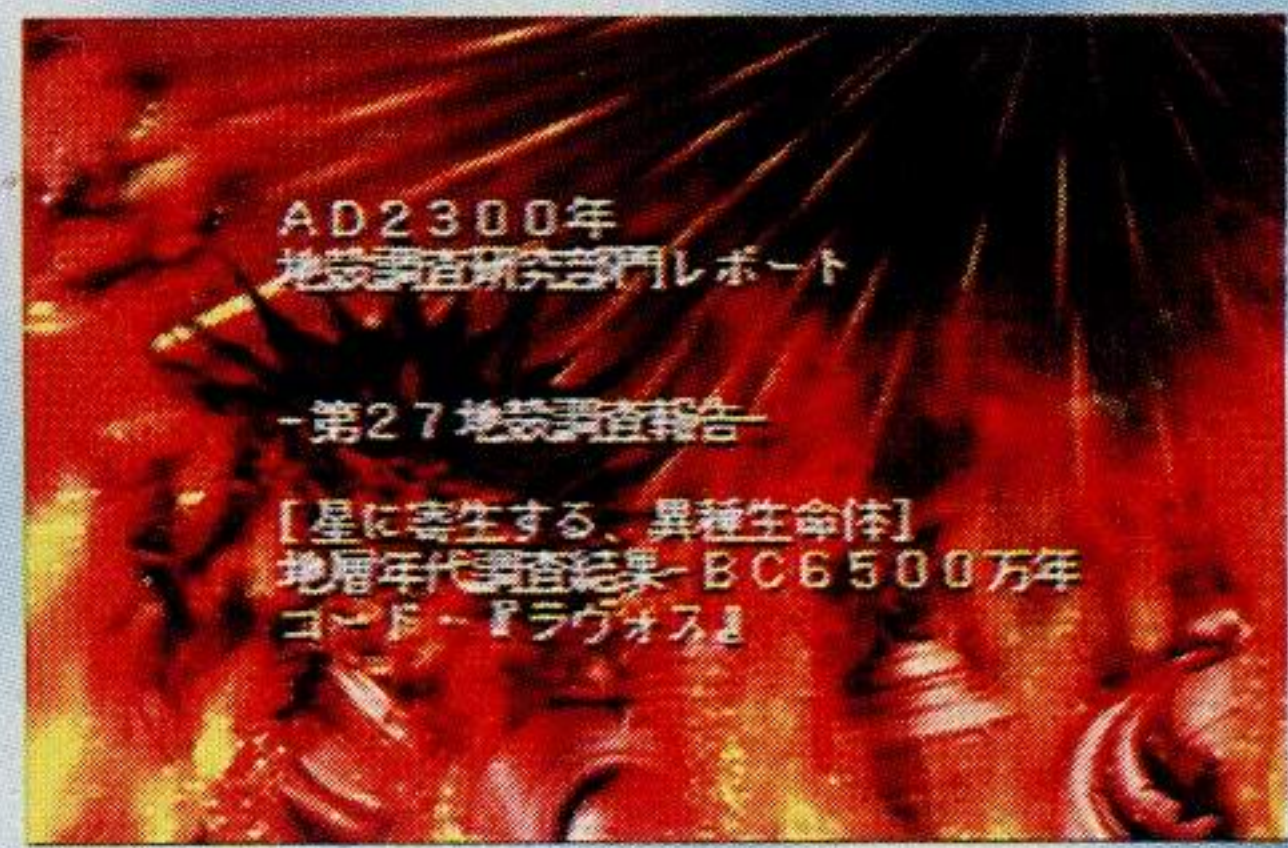 AD2300年
地殻調査研究部門レポート
-第27地殻調査報告-
[星に寄生する、異種生命体]
地層年代調査結果-BC6500万年
コード-『ラヴォス』